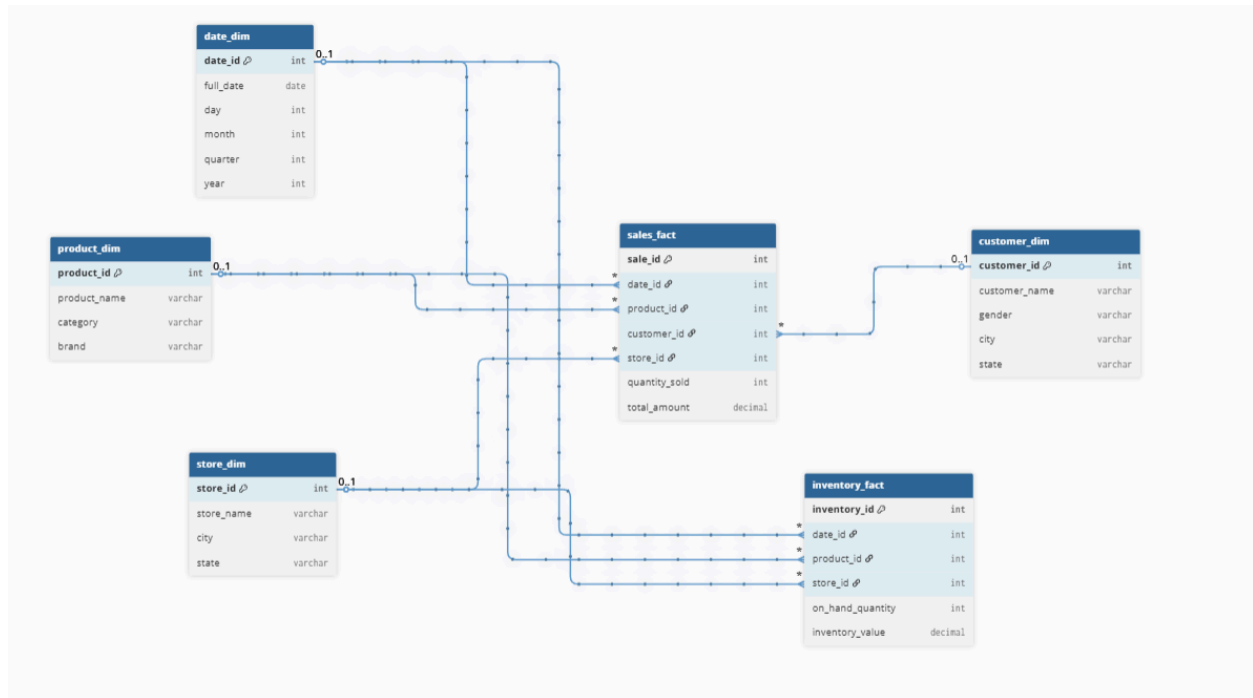 date_dim
date_id int 0..1
full_date date
day int
month int
quarter int
year int
product_dim
product_id int 0..1
product_name varchar
category varchar
brand varchar
sales_fact
sale_id int
* date_id int
* product_id int
customer_id int *
* store_id int
quantity_sold int
total_amount decimal
customer_dim
0..1 customer_id int
customer_name varchar
gender varchar
city varchar
state varchar
store_dim
store_id int 0..1
store_name varchar
city varchar
state varchar
inventory_fact
inventory_id int
* date_id int
* product_id int
* store_id int
on_hand_quantity int
inventory_value decimal